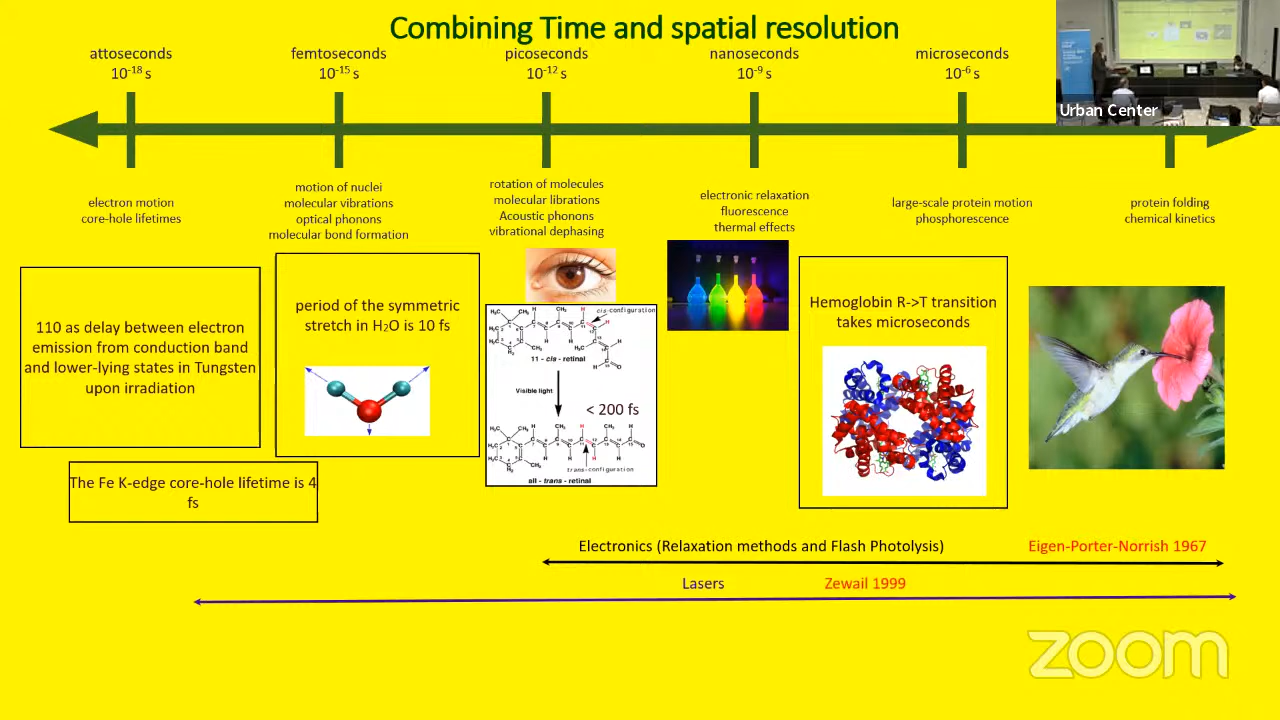 Combining Time and spatial resolution
attoseconds
10-18 s
femtoseconds
10-15 s
picoseconds
10-12 s
nanoseconds
10-9 s
microseconds
10-6 s
Urban Center
electron motion
core-hole lifetimes
motion of nuclei
molecular vibrations
optical phonons
molecular bond formation
rotation of molecules
molecular librations
Acoustic phonons
vibrational dephasing
electronic relaxation
fluorescence
thermal effects
large-scale protein motion
phosphorescence
protein folding
chemical kinetics
110 as delay between electron
emission from conduction band
and lower-lying states in Tungsten
upon irradiation
The Fe K-edge core-hole lifetime is 4
fs
period of the symmetric
stretch in H2O is 10 fs
cis-configuration
11 - cis - retinal
Visible light
< 200 fs
trans-configuration
all - trans - retinal
Hemoglobin R->T transition
takes microseconds
Electronics (Relaxation methods and Flash Photolysis)
Eigen-Porter-Norrish 1967
Lasers
Zewail 1999
zoom